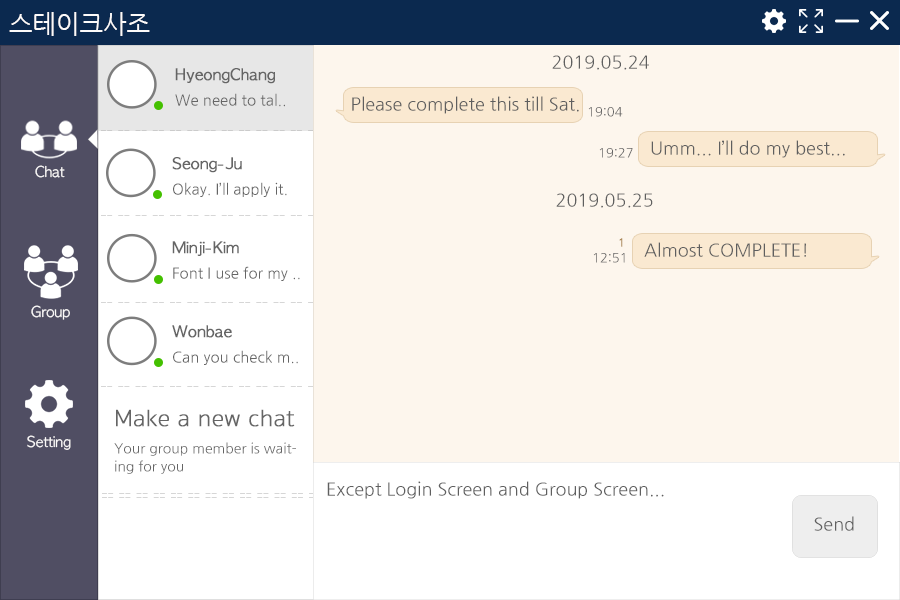 스테이크사조
Chat
Group
Setting
HyeongChang
We need to tal..
Seong-Ju
Okay. I'll apply it.
Minji-Kim
Font I use for my ..
Wonbae
Can you check m..
Make a new chat
Your group member is wait-
ing for you
2019.05.24
Please complete this till Sat.
19:04
19:27
Umm... I'll do my best...
2019.05.25
1
12:51
Almost COMPLETE!
Except Login Screen and Group Screen...
Send